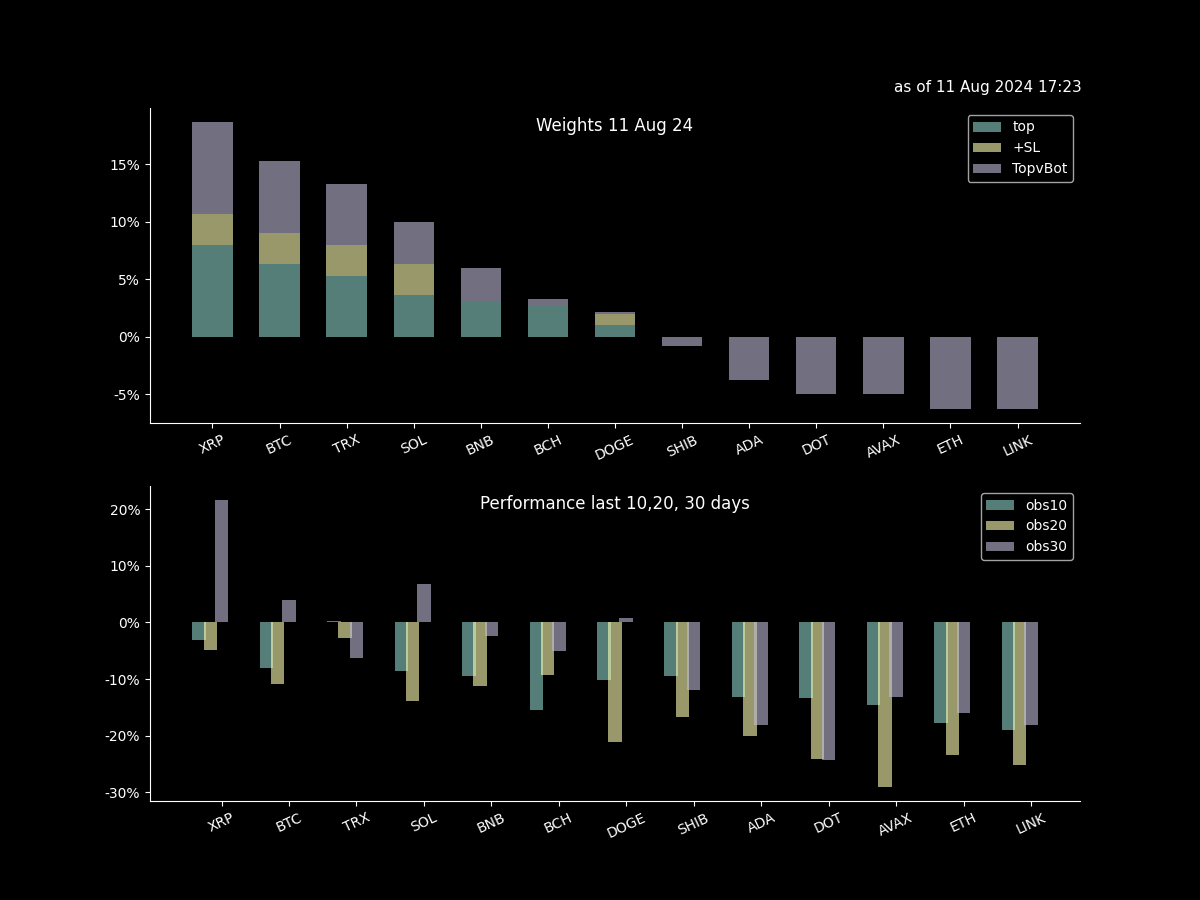 as of 11 Aug 2024 17:23
Weights 11 Aug 24
top
+SL
TopvBot
15%
10%
5%
0%
-5%
XRP BTC TRX SOL BNB BCH DOGE SHIB ADA DOT AVAX ETH LINK
Performance last 10,20, 30 days
obs10
obs20
obs30
20%
10%
0%
-10%
-20%
-30%
XRP BTC TRX SOL BNB BCH DOGE SHIB ADA DOT AVAX ETH LINK